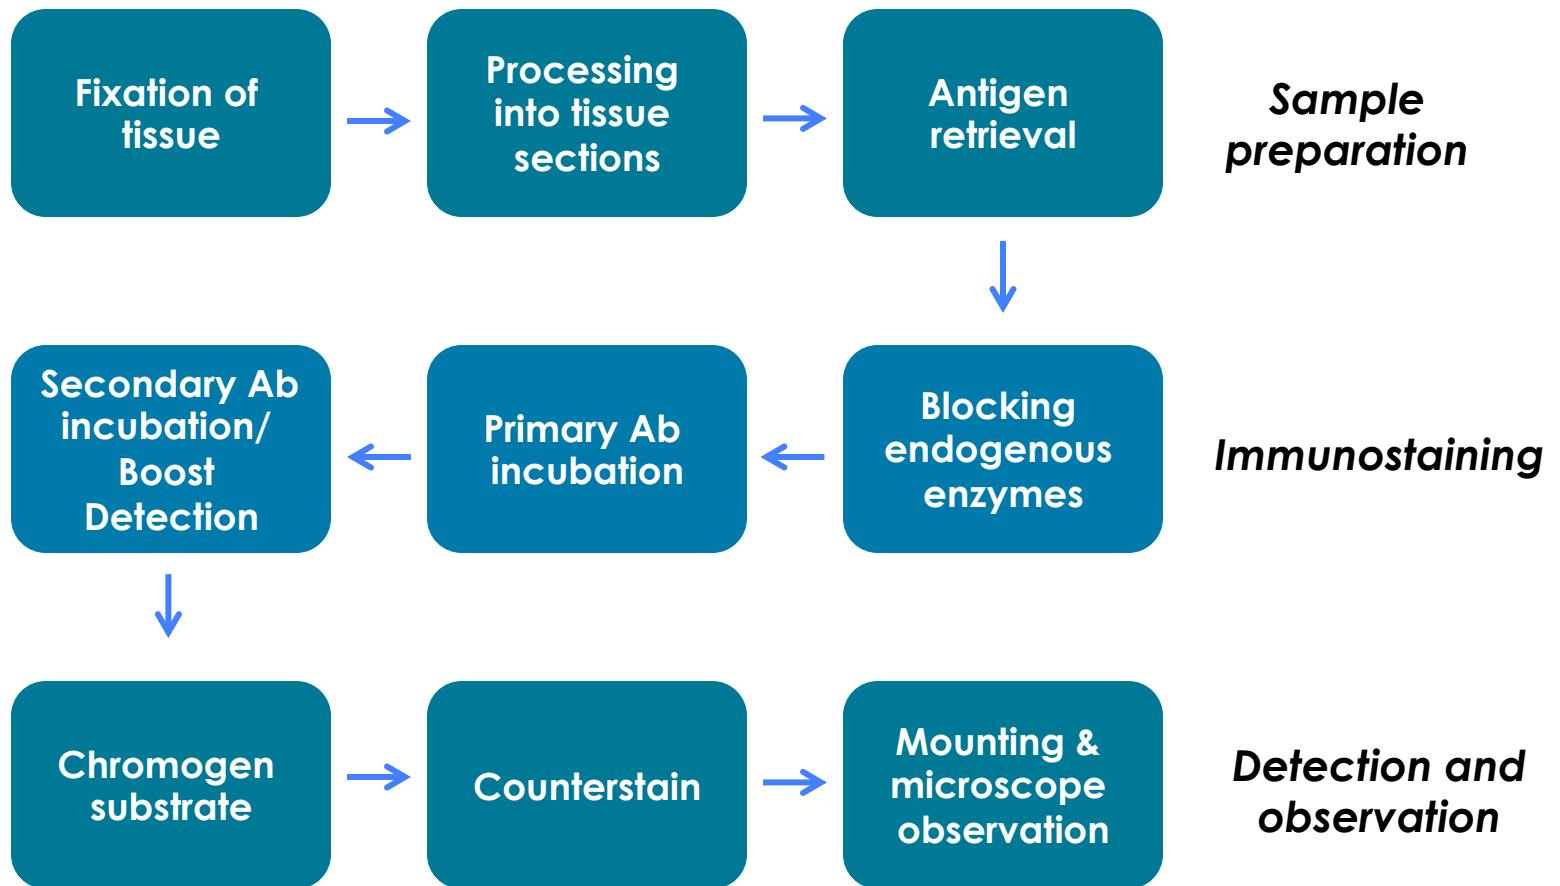 Fixation of
tissue
Processing
into tissue
sections
Antigen
retrieval
Sample
preparation
Secondary Ab
incubation/
Boost
Detection
Primary Ab
incubation
Blocking
endogenous
enzymes
Immunostaining
Chromogen
substrate
Counterstain
Mounting &
microscope
observation
Detection and
observation